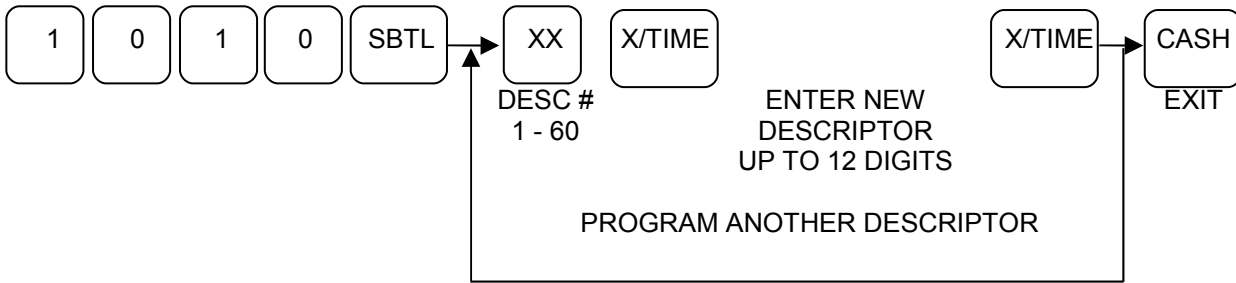 1 0 1 0 SBTL XX X/TIME X/TIME CASH
DESC # ENTER NEW EXIT
1 - 60 DESCRIPTOR
UP TO 12 DIGITS
PROGRAM ANOTHER DESCRIPTOR